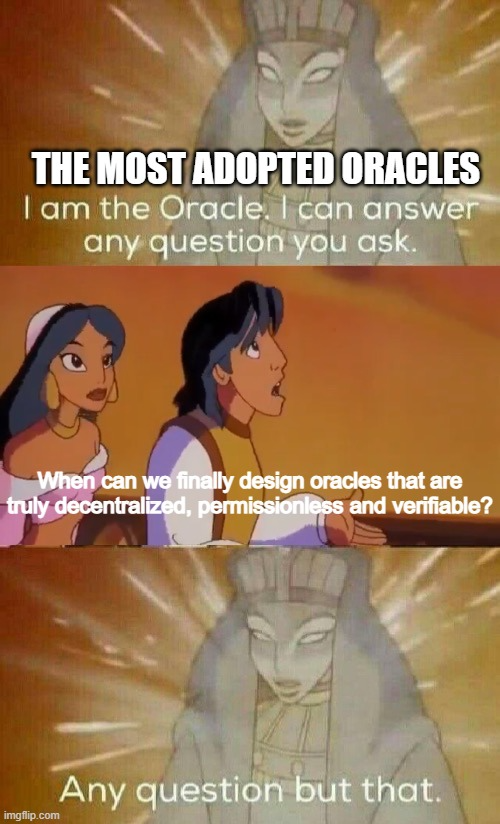 THE MOST ADOPTED ORACLES
I am the Oracle. I can answer
any question you ask.
When can we finally design oracles that are
truly decentralized, permissionless and verifiable?
Any question but that.
imgflip.com